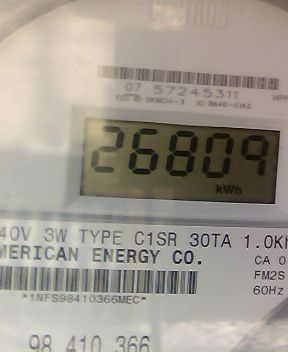 07 57245311
26809
kWh
40V 3W TYPE C1SR 30TA 1.0Kh
MERICAN ENERGY CO.
CA 0
FM2S
60Hz
*1NFS98410366MEC*
98 410 366